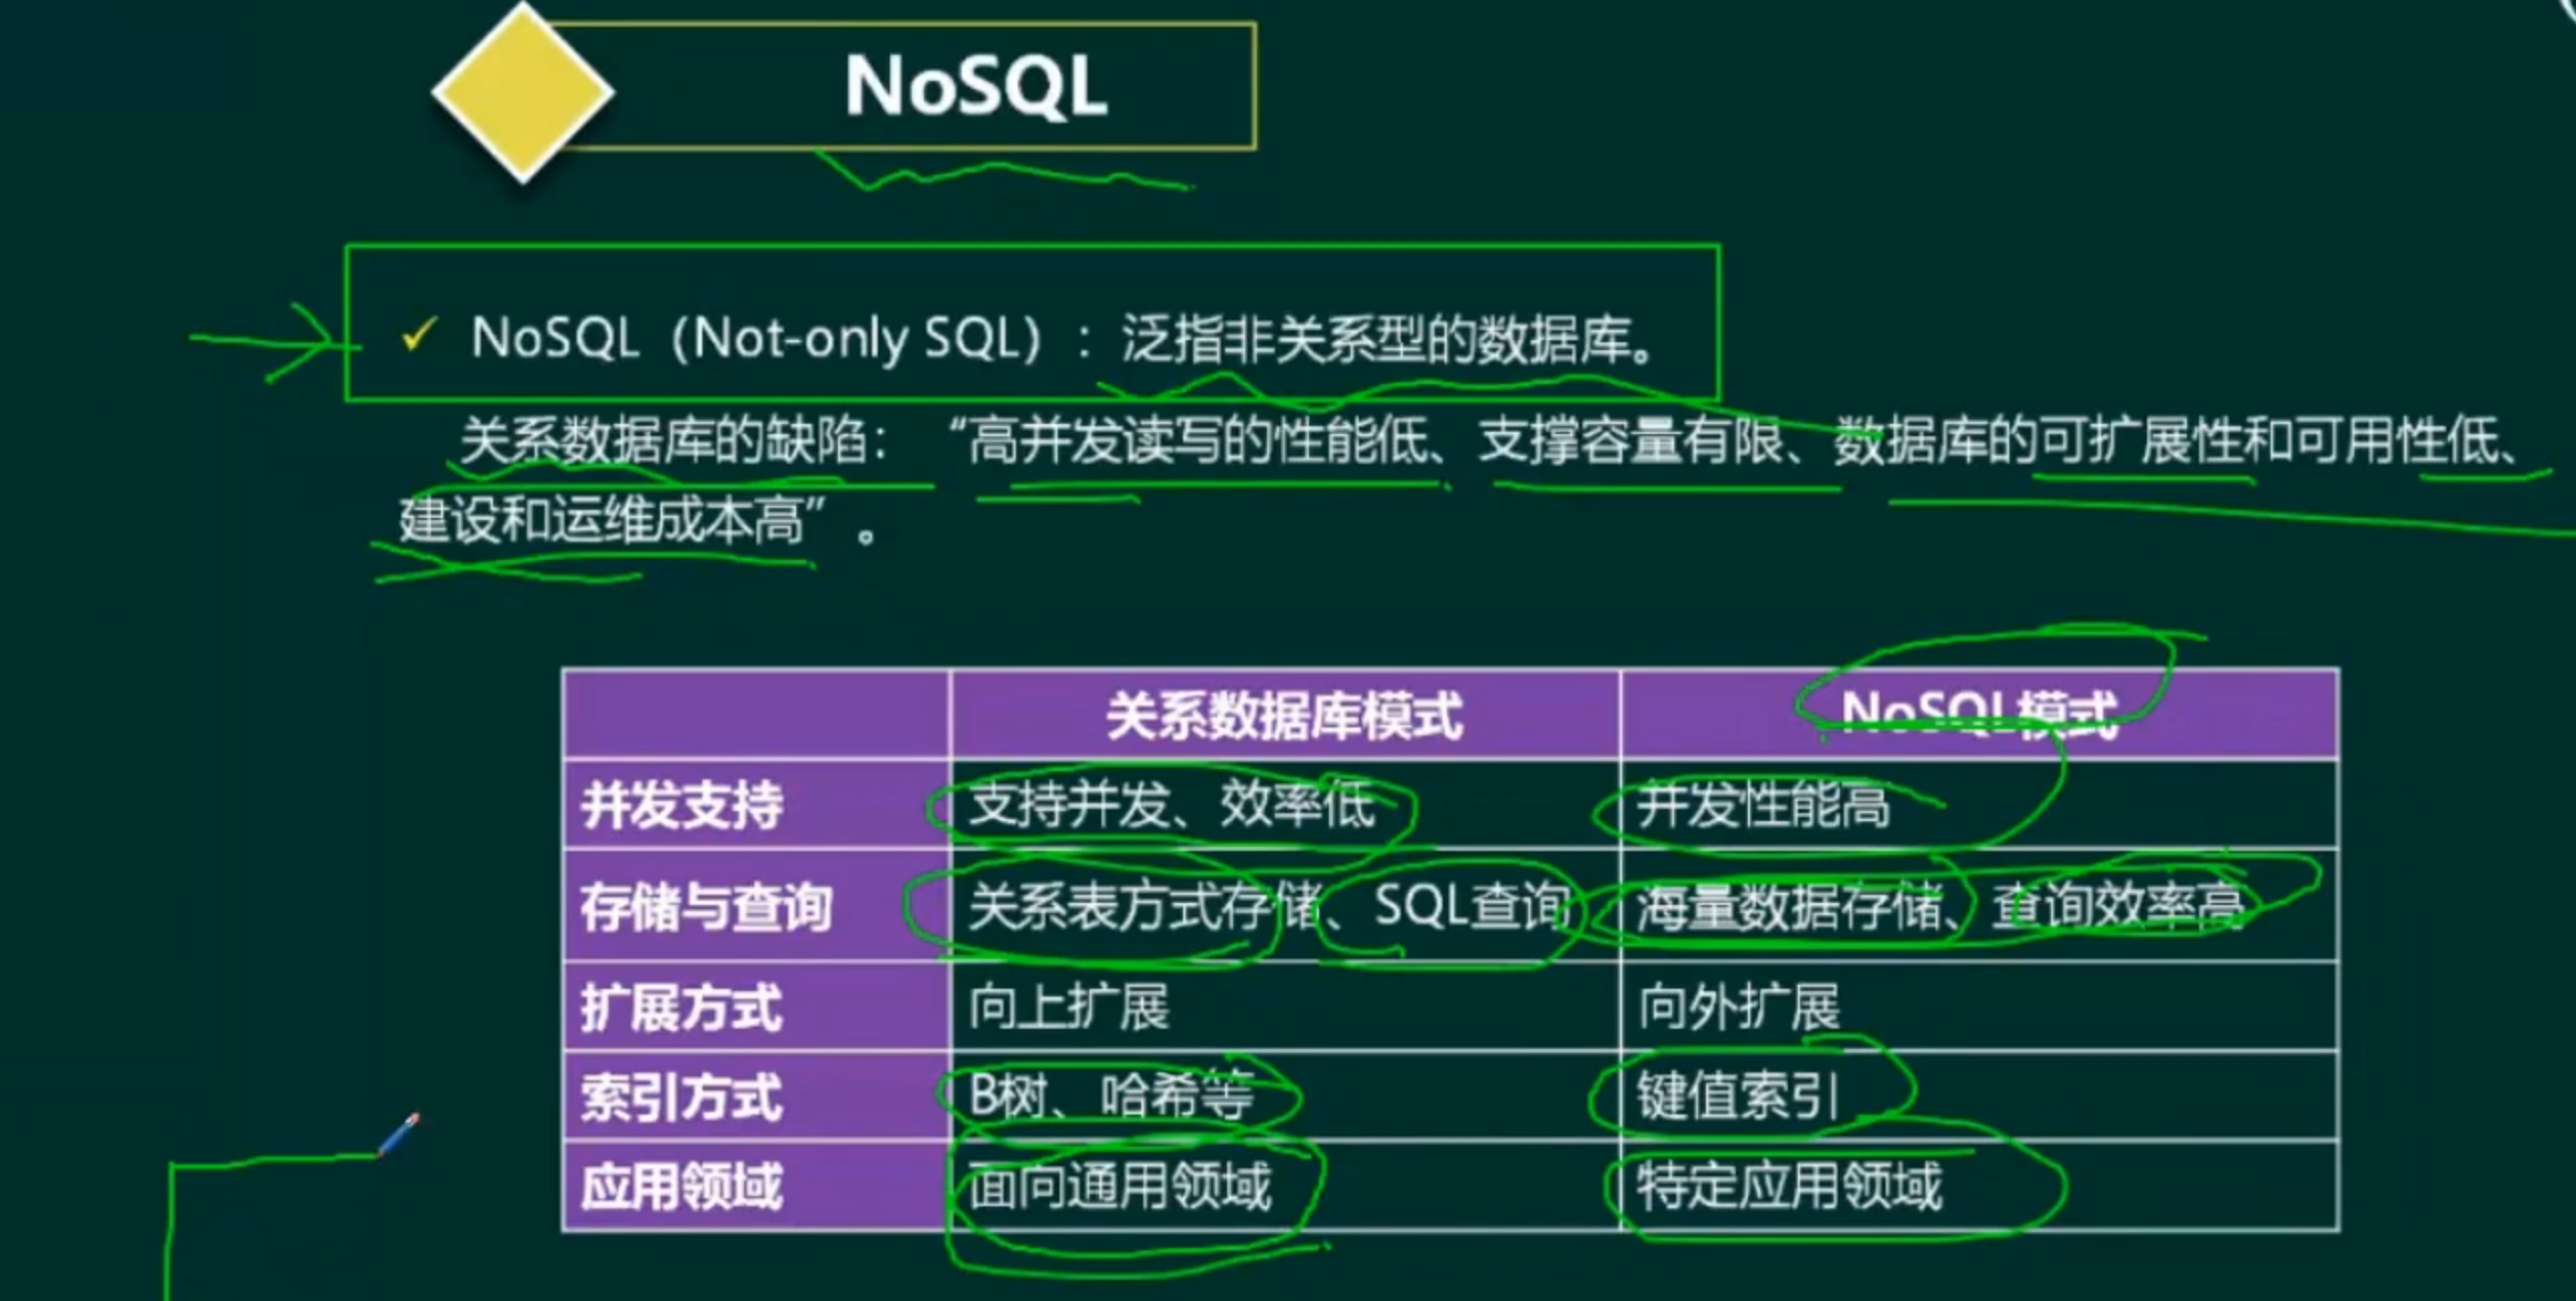 NoSQL
✓ NoSQL（Not-only SQL）：泛指非关系型的数据库。
关系数据库的缺陷：“高并发读写的性能低、支撑容量有限、数据库的可扩展性和可用性低、
建设和运维成本高”。
关系数据库模式 NoSQL模式
并发支持 支持并发、效率低 并发性能高
存储与查询 关系表方式存储、SQL查询 海量数据存储、查询效率高
扩展方式 向上扩展 向外扩展
索引方式 B树、哈希等 键值索引
应用领域 面向通用领域 特定应用领域